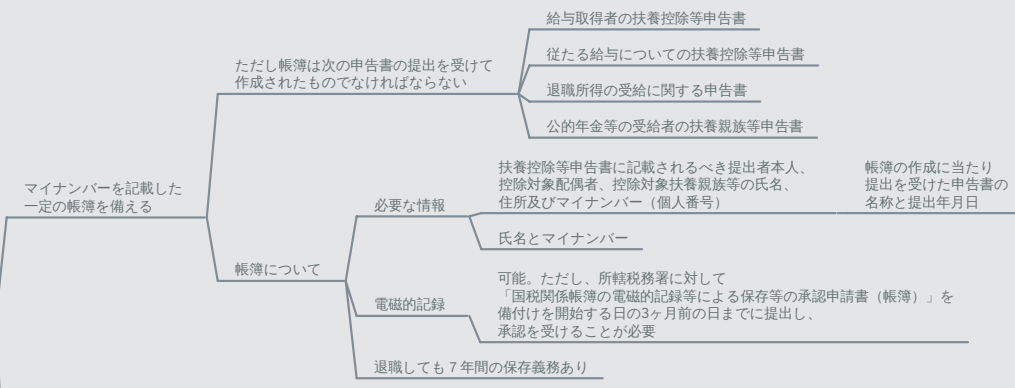 マイナンバーを記載した
一定の帳簿を備える
ただし帳簿は次の申告書の提出を受けて
作成されたものでなければならない
給与取得者の扶養控除等申告書
従たる給与についての扶養控除等申告書
退職所得の受給に関する申告書
公的年金等の受給者の扶養親族等申告書
帳簿について
必要な情報
扶養控除等申告書に記載されるべき提出者本人、
控除対象配偶者、控除対象扶養親族等の氏名、
住所及びマイナンバー（個人番号）
帳簿の作成に当たり
提出を受けた申告書の
名称と提出年月日
氏名とマイナンバー
電磁的記録
可能。ただし、所轄税務署に対して
「国税関係帳簿の電磁的記録等による保存等の承認申請書（帳簿）」を
備付けを開始する日の3ヶ月前の日までに提出し、
承認を受けることが必要
退職しても７年間の保存義務あり